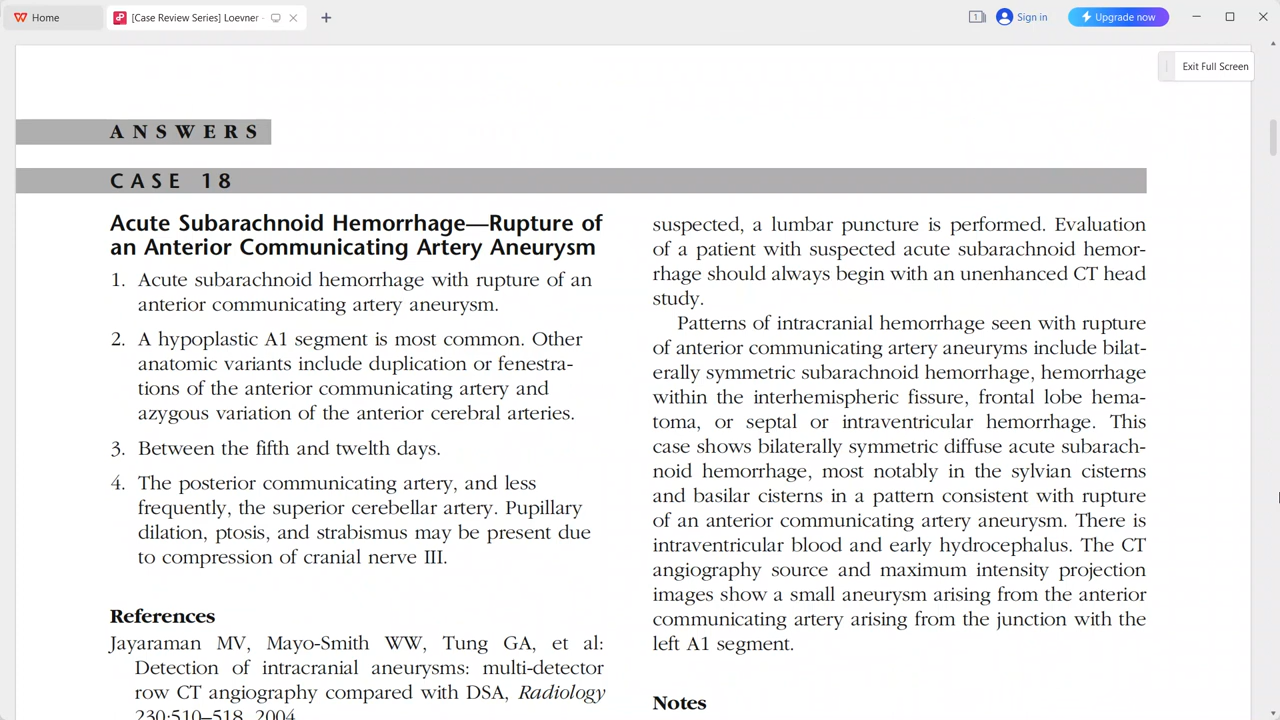 Home
[Case Review Series] Loevner
Sign in
Upgrade now
Exit Full Screen
ANSWERS
CASE 18
Acute Subarachnoid Hemorrhage—Rupture of
an Anterior Communicating Artery Aneurysm
1. Acute subarachnoid hemorrhage with rupture of an
anterior communicating artery aneurysm.
2. A hypoplastic A1 segment is most common. Other
anatomic variants include duplication or fenestra-
tions of the anterior communicating artery and
azygous variation of the anterior cerebral arteries.
3. Between the fifth and twelth days.
4. The posterior communicating artery, and less
frequently, the superior cerebellar artery. Pupillary
dilation, ptosis, and strabismus may be present due
to compression of cranial nerve III.
References
Jayaraman MV, Mayo-Smith WW, Tung GA, et al:
Detection of intracranial aneurysms: multi-detector
row CT angiography compared with DSA, Radiology
230:510–518, 2004.
suspected, a lumbar puncture is performed. Evaluation
of a patient with suspected acute subarachnoid hemor-
rhage should always begin with an unenhanced CT head
study.
Patterns of intracranial hemorrhage seen with rupture
of anterior communicating artery aneuryms include bilat-
erally symmetric subarachnoid hemorrhage, hemorrhage
within the interhemispheric fissure, frontal lobe hema-
toma, or septal or intraventricular hemorrhage. This
case shows bilaterally symmetric diffuse acute subarach-
noid hemorrhage, most notably in the sylvian cisterns
and basilar cisterns in a pattern consistent with rupture
of an anterior communicating artery aneurysm. There is
intraventricular blood and early hydrocephalus. The CT
angiography source and maximum intensity projection
images show a small aneurysm arising from the anterior
communicating artery arising from the junction with the
left A1 segment.
Notes